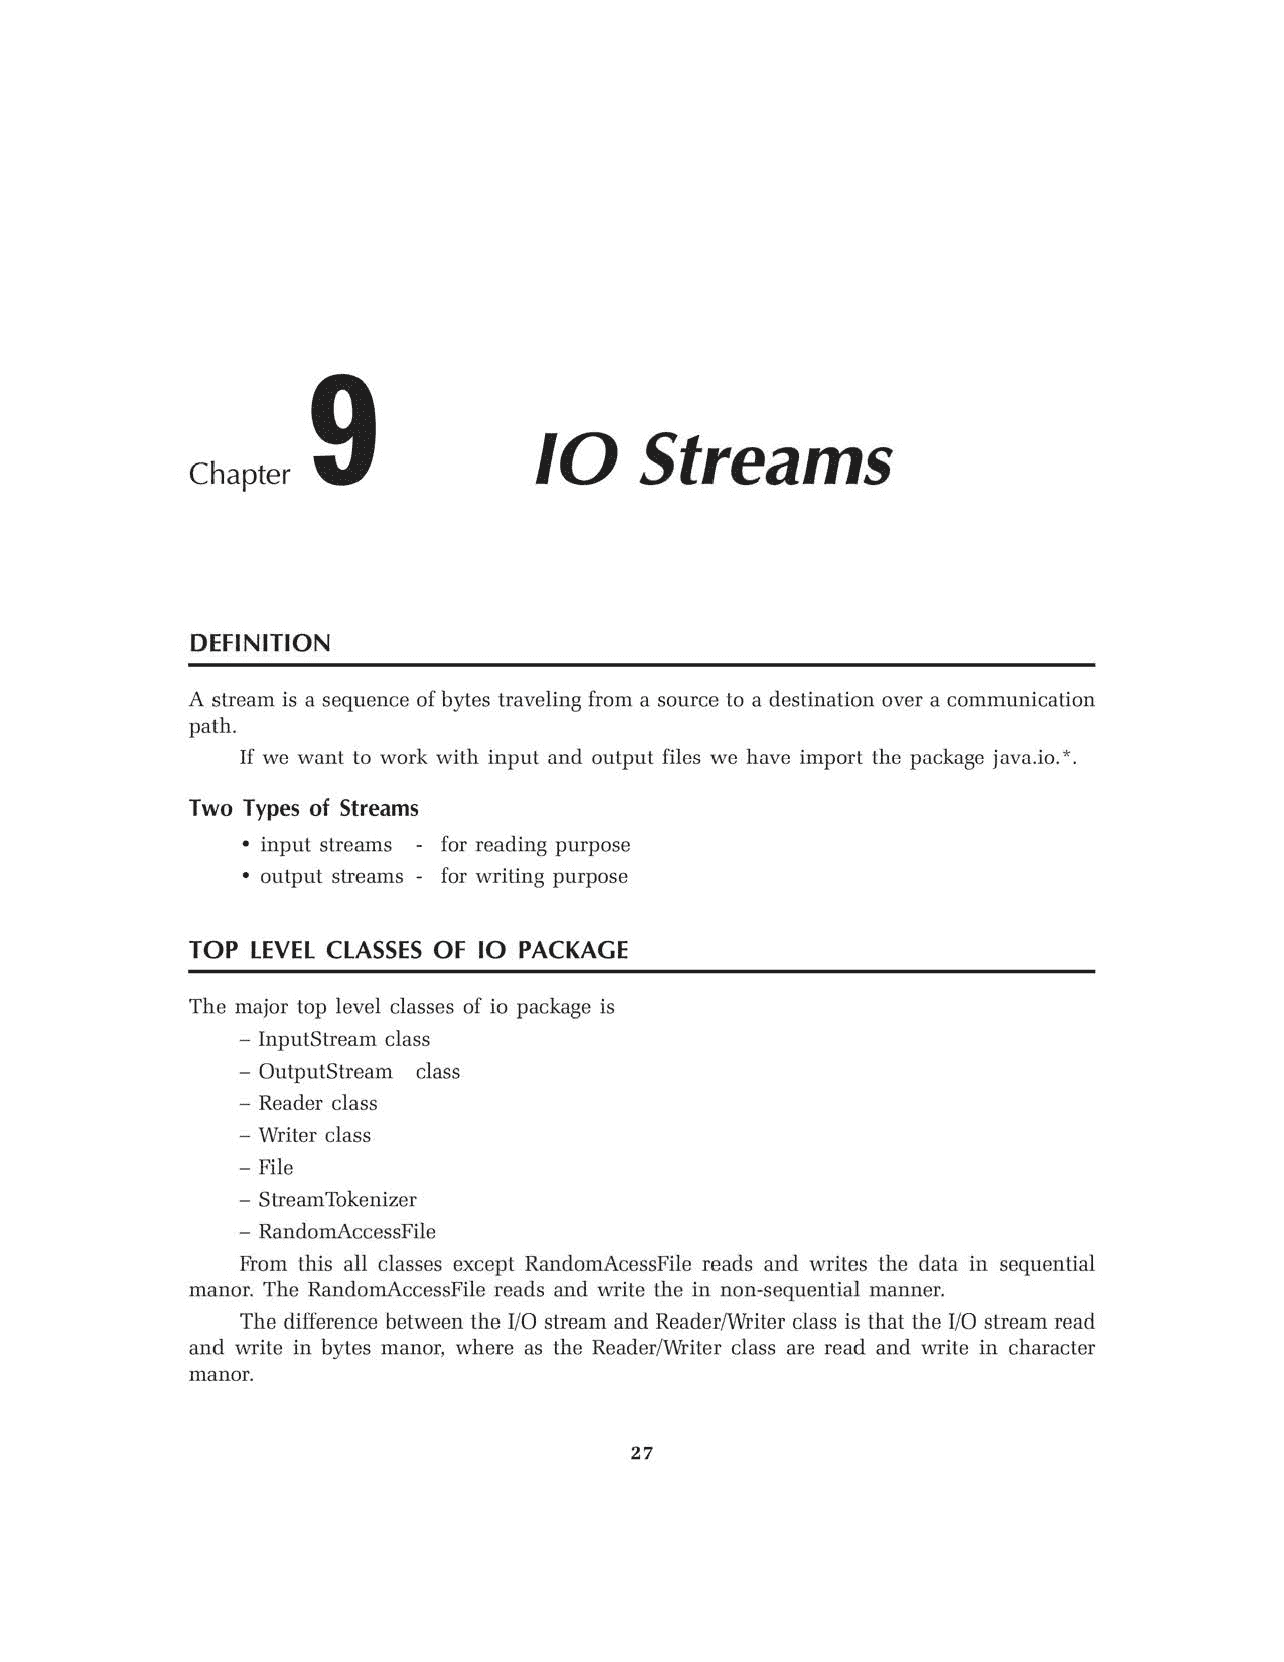 Chapter 9 IO Streams
DEFINITION
A stream is a sequence of bytes traveling from a source to a destination over a communication
path.
If we want to work with input and output files we have import the package java.io.*.
Two Types of Streams
• input streams - for reading purpose
• output streams - for writing purpose
TOP LEVEL CLASSES OF IO PACKAGE
The major top level classes of io package is
– InputStream class
– OutputStream class
– Reader class
– Writer class
– File
– StreamTokenizer
– RandomAccessFile
From this all classes except RandomAcessFile reads and writes the data in sequential
manor. The RandomAccessFile reads and write the in non-sequential manner.
The difference between the I/O stream and Reader/Writer class is that the I/O stream read
and write in bytes manor, where as the Reader/Writer class are read and write in character
manor.
27